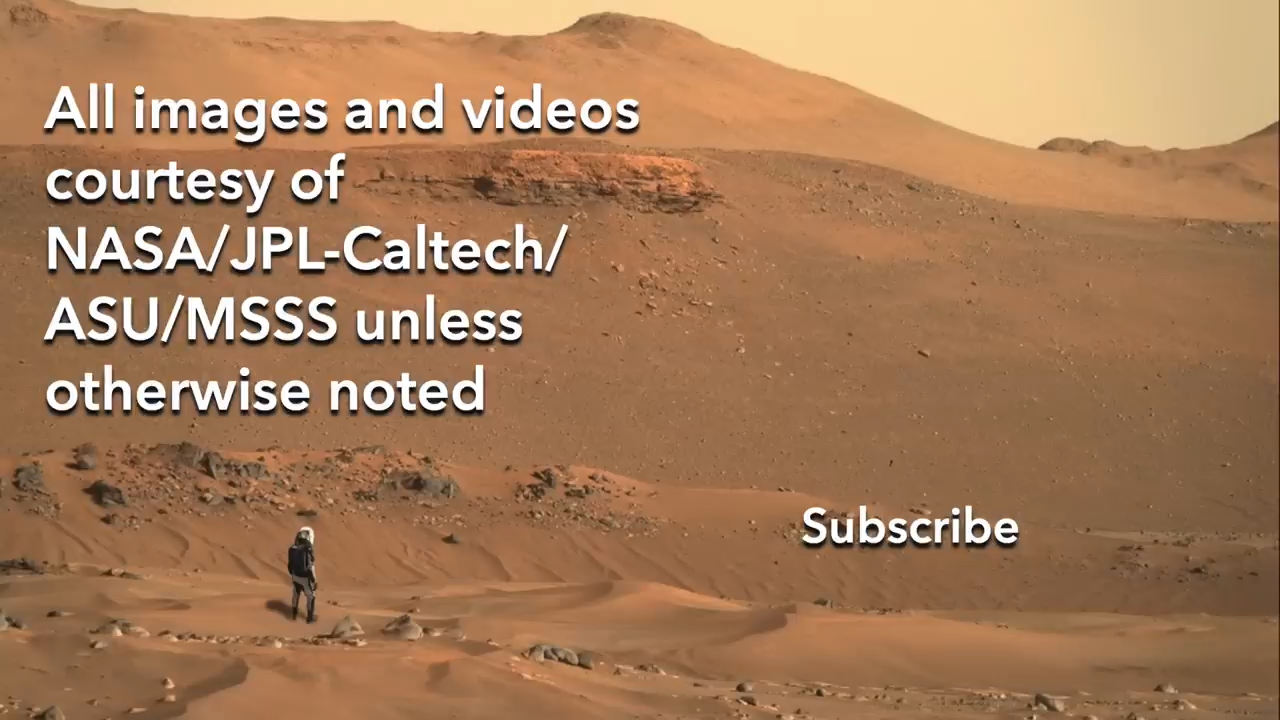 All images and videos
courtesy of
NASA/JPL-Caltech/
ASU/MSSS unless
otherwise noted
Subscribe